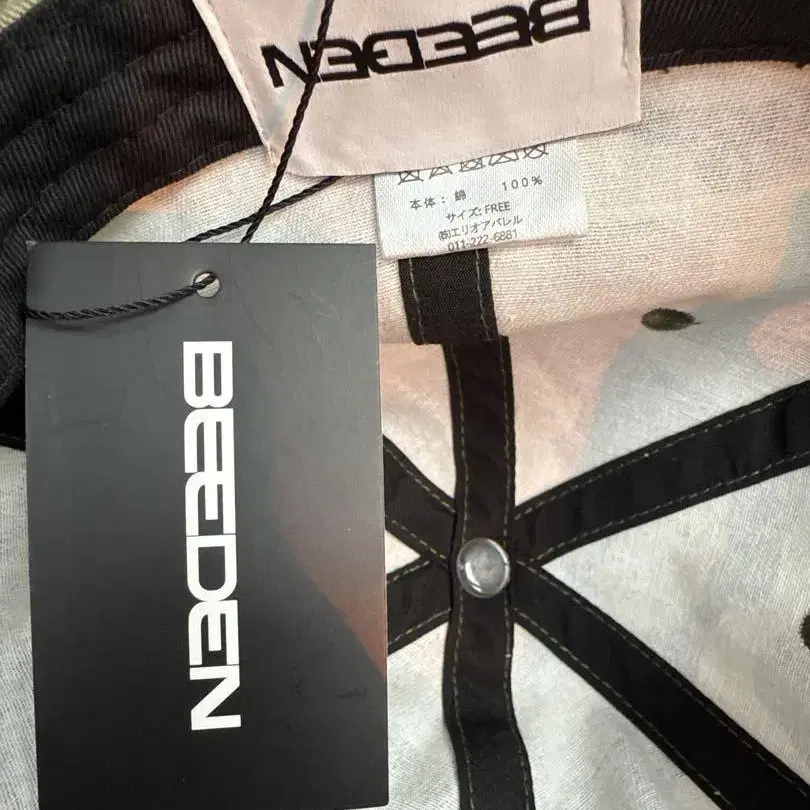 BEEDEN
本体：綿 100%
サイズ: FREE
㈱エリオアパレル
011-222-6881
BEEDEN